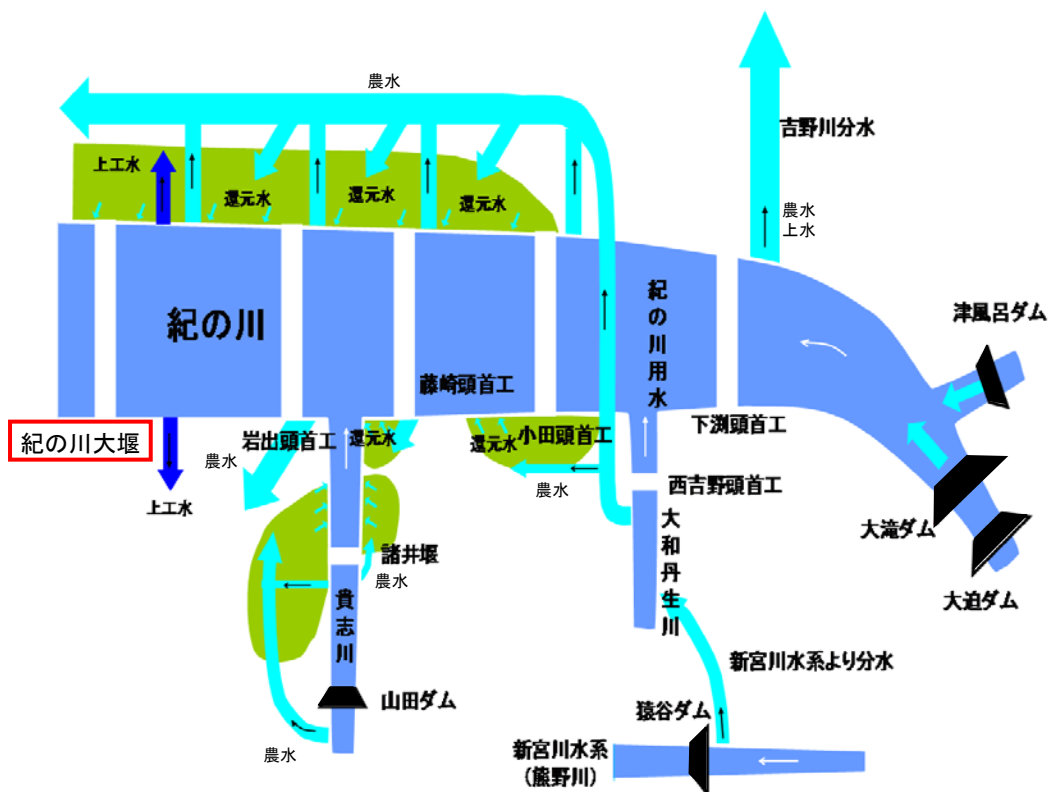 農水
吉野川分水
農水
上水
上工水
還元水
還元水
還元水
紀の川
紀の川用水
津風呂ダム
藤崎頭首工
下渕頭首工
紀の川大堰
岩出頭首工
還元水
還元水
小田頭首工
農水
農水
西吉野頭首工
上工水
大滝ダム
大和丹生川
諸井堰
農水
大迫ダム
貴志川
新宮川水系より分水
山田ダム
猿谷ダム
農水
新宮川水系
(熊野川)